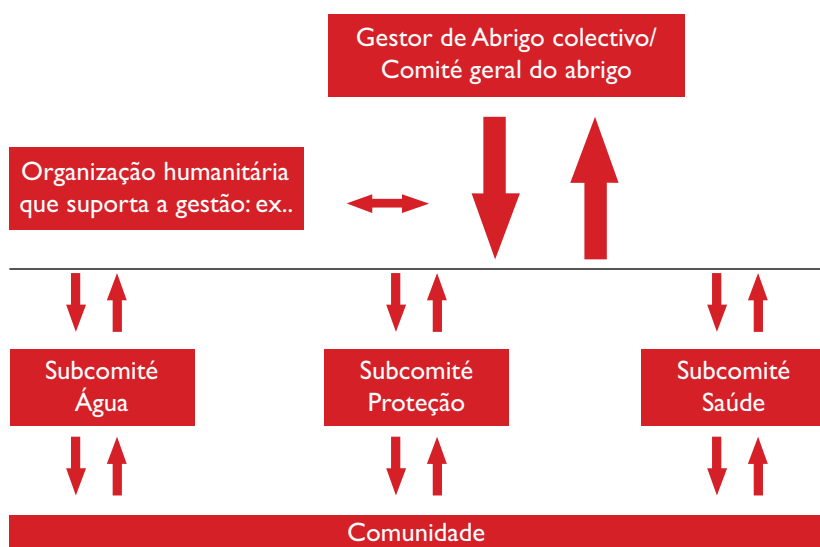 Gestor de Abrigo colectivo/
Comité geral do abrigo
Organização humanitária
que suporta a gestão: ex..
Subcomité
Água
Subcomité
Proteção
Subcomité
Saúde
Comunidade